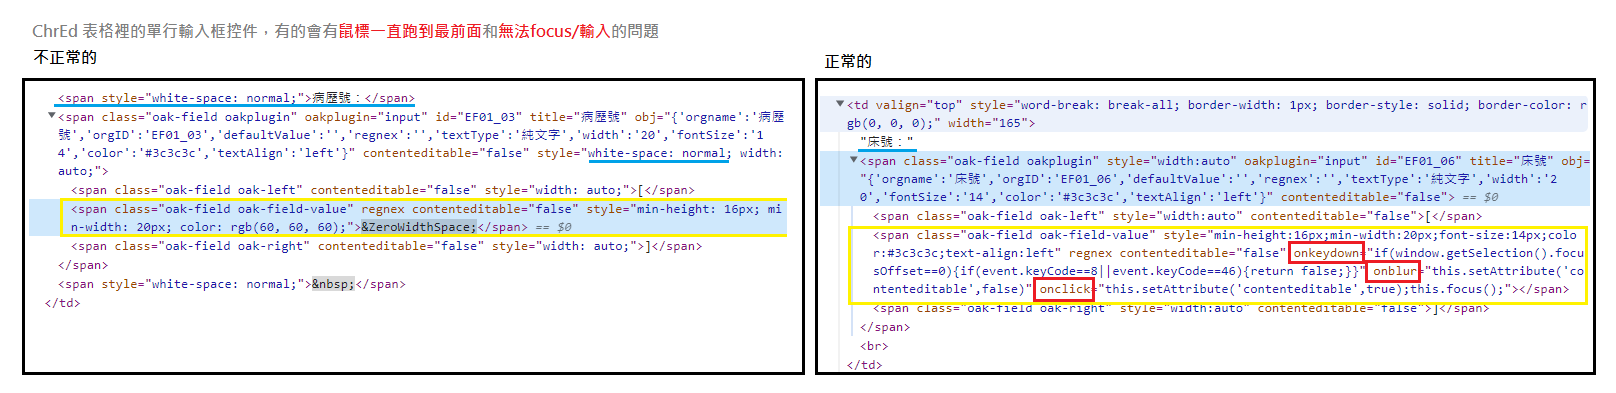 ChrEd 表格裡的單行輸入框控件，有的會有鼠標一直跑到最前面和無法focus/輸入的問題
不正常的
<span style="white-space: normal;">病歷號：</span>
▼<span class="oak-field oakplugin" oakplugin="input" id="EF01_03" title="病歷號" obj="{'orgname':'病歷
號','orgID':'EF01_03','defaultValue':'','regnex':'','textType':'純文字','width':'20','fontSize':'1
4','color':'#3c3c3c','textAlign':'left'}" contenteditable="false" style="white-space: normal; width:
auto;">
<span class="oak-field oak-left" contenteditable="false" style="width: auto;">[</span>
<span class="oak-field oak-field-value" regnex contenteditable="false" style="min-height: 16px; mi
n-width: 20px; color: rgb(60, 60, 60);">&ZeroWidthSpace;</span> == $0
<span class="oak-field oak-right" contenteditable="false" style="width: auto;">]</span>
</span>
<span style="white-space: normal;">&nbsp;</span>
</td>
正常的
▼<td valign="top" style="word-break: break-all; border-width: 1px; border-style: solid; border-color: r
gb(0, 0, 0);" width="165">
"床號："
▼<span class="oak-field oakplugin" style="width:auto" oakplugin="input" id="EF01_06" title="床號" obj=
"{'orgname':'床號','orgID':'EF01_06','defaultValue':'','regnex':'','textType':'純文字','width':'2
0','fontSize':'14','color':'#3c3c3c','textAlign':'left'}" contenteditable="false"> == $0
<span class="oak-field oak-left" style="width:auto" contenteditable="false">[</span>
<span class="oak-field oak-field-value" style="min-height:16px;min-width:20px;font-size:14px;colo
r:#3c3c3c;text-align:left" regnex contenteditable="false" onkeydown="if(window.getSelection().focu
sOffset==0){if(event.keyCode==8||event.keyCode==46){return false;}}" onblur="this.setAttribute('co
ntenteditable',false)" onclick="this.setAttribute('contenteditable',true);this.focus();"></span>
<span class="oak-field oak-right" style="width:auto" contenteditable="false">]</span>
</span>
<br>
</td>